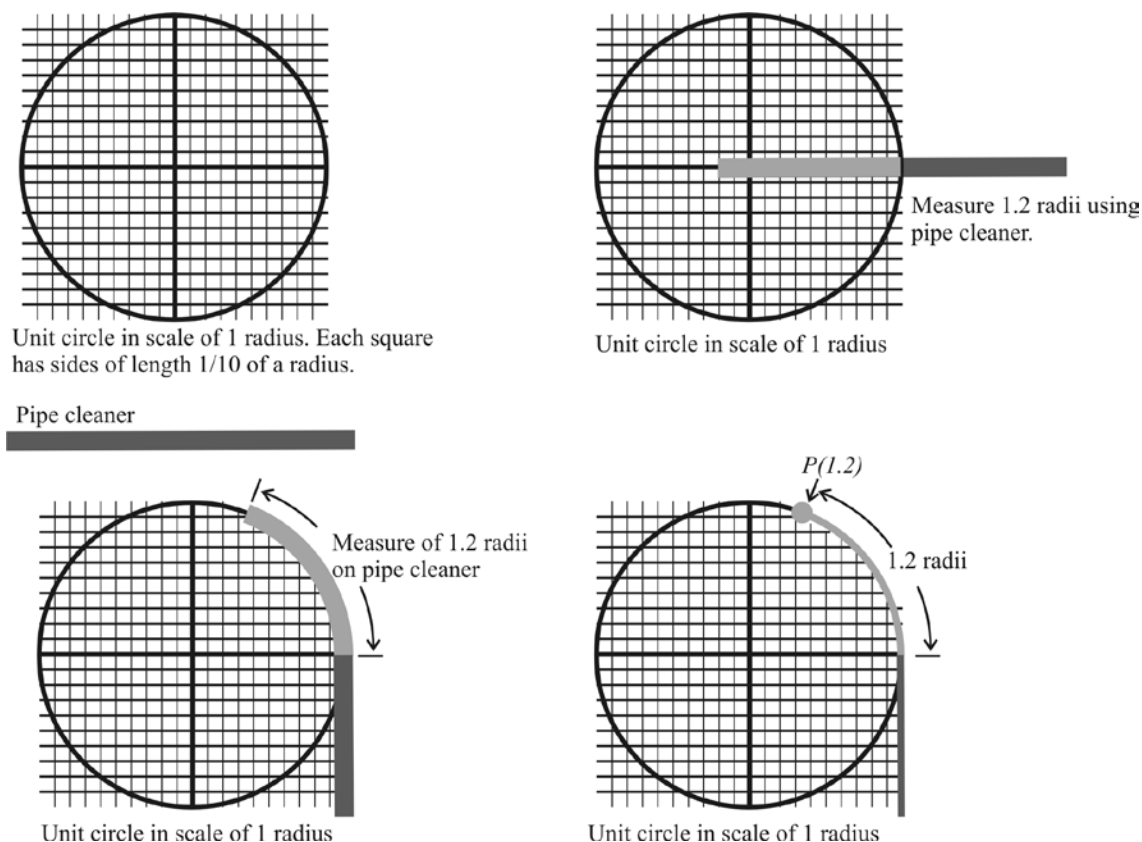 Unit circle in scale of 1 radius. Each square
has sides of length 1/10 of a radius.
Measure 1.2 radii using
pipe cleaner.
Unit circle in scale of 1 radius
Pipe cleaner
Measure of 1.2 radii
on pipe cleaner
Unit circle in scale of 1 radius
P(1.2)
1.2 radii
Unit circle in scale of 1 radius